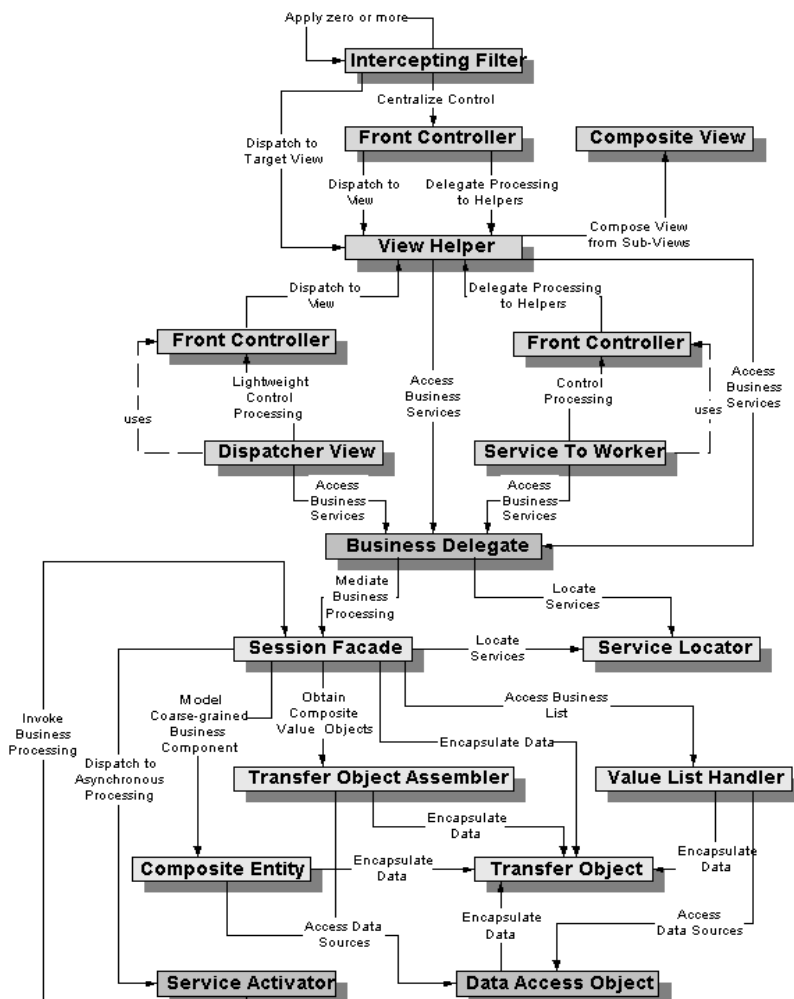 Apply zero or more
Intercepting Filter
Centralize Control
Dispatch to
Target View
Front Controller
Composite View
Dispatch to
View
Delegate Processing
to Helpers
Compose View
from Sub-Views
View Helper
Dispatch to
View
Delegate Processing
to Helpers
Front Controller
Front Controller
uses
Lightweight
Control
Processing
Access
Business
Services
Control
Processing
uses
Access
Business
Services
Dispatcher View
Service To Worker
Access
Business
Services
Access
Business
Services
Business Delegate
Mediate
Business
Processing
Locate
Services
Session Facade
Locate
Services
Service Locator
Invoke
Business
Processing
Model
Coarse-grained
Business
Component
Obtain
Composite
Value Objects
Access Business
List
Encapsulate Data
Dispatch to
Asynchronous
Processing
Transfer Object Assembler
Value List Handler
Encapsulate
Data
Encapsulate
Data
Composite Entity
Encapsulate
Data
Transfer Object
Access Data
Sources
Encapsulate
Data
Access
Data Sources
Service Activator
Data Access Object